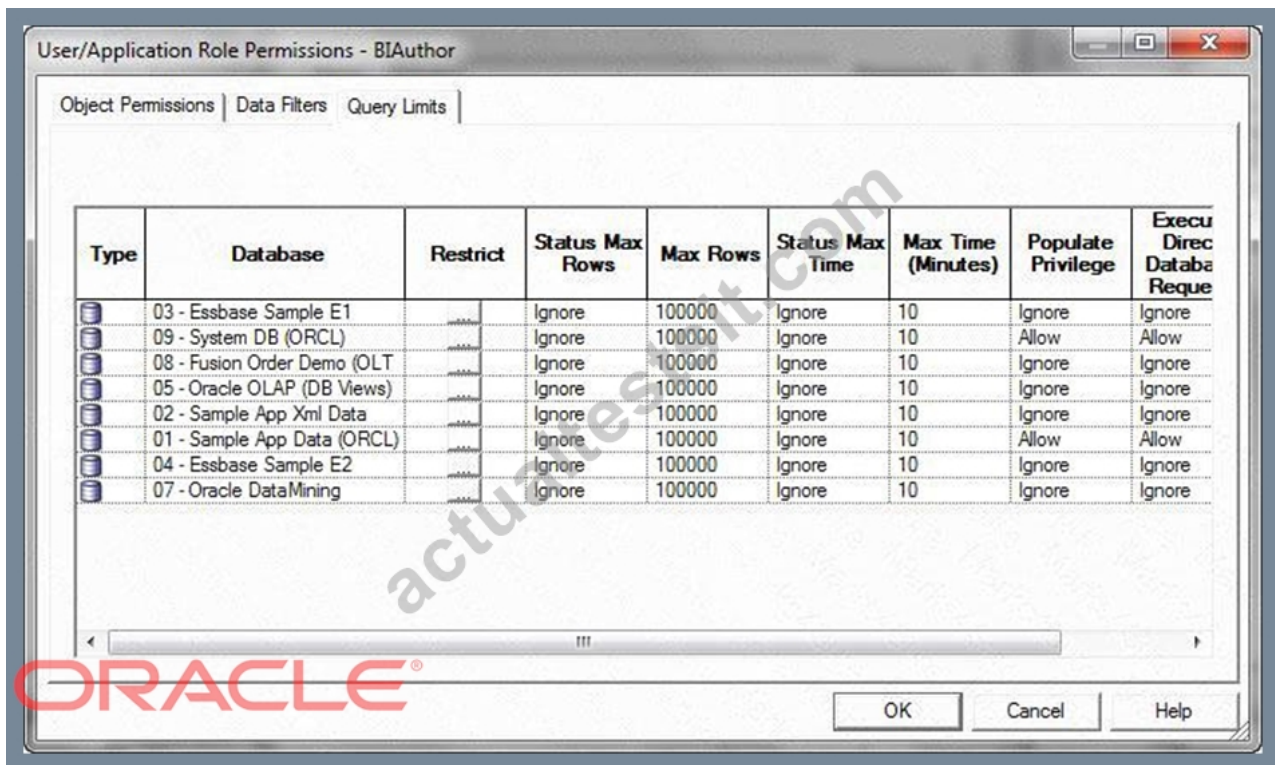 User/Application Role Permissions - BIAuthor
Object Permissions Data Filters Query Limits
Type Database Restrict Status Max Rows Max Rows Status Max Time Max Time (Minutes) Populate Privilege Execu Direc Databa Reque
03 - Essbase Sample E1 ... Ignore 100000 Ignore 10 Ignore Ignore
09 - System DB (ORCL) ... Ignore 100000 Ignore 10 Allow Allow
08 - Fusion Order Demo (OLT ... Ignore 100000 Ignore 10 Ignore Ignore
05 - Oracle OLAP (DB Views) ... Ignore 100000 Ignore 10 Ignore Ignore
02 - Sample App Xml Data ... Ignore 100000 Ignore 10 Ignore Ignore
01 - Sample App Data (ORCL) ... Ignore 100000 Ignore 10 Allow Allow
04 - Essbase Sample E2 ... Ignore 100000 Ignore 10 Ignore Ignore
07 - Oracle DataMining ... Ignore 100000 Ignore 10 Ignore Ignore
actualtestpit.com
ORACLE®
OK Cancel Help